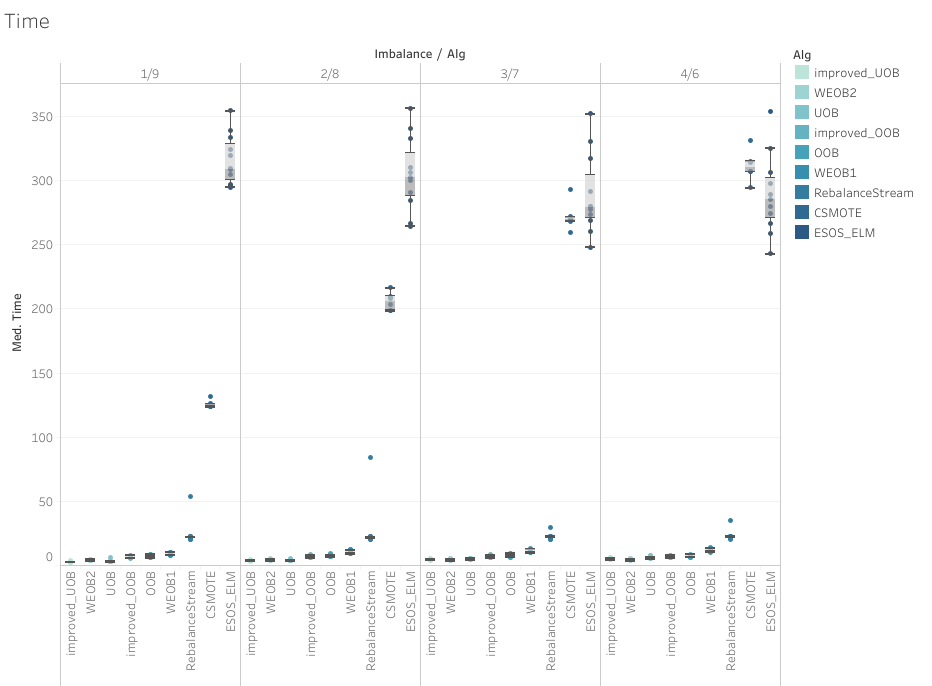 Time
Imbalance / Alg
1/9
2/8
3/7
4/6
Med. Time
350
300
250
200
150
100
50
0
improved_UOB
WEOB2
UOB
improved_OOB
OOB
WEOB1
RebalanceStream
CSMOTE
ESOS_ELM
improved_UOB
WEOB2
UOB
improved_OOB
OOB
WEOB1
RebalanceStream
CSMOTE
ESOS_ELM
improved_UOB
WEOB2
UOB
improved_OOB
OOB
WEOB1
RebalanceStream
CSMOTE
ESOS_ELM
improved_UOB
WEOB2
UOB
improved_OOB
OOB
WEOB1
RebalanceStream
CSMOTE
ESOS_ELM
Alg
improved_UOB
WEOB2
UOB
improved_OOB
OOB
WEOB1
RebalanceStream
CSMOTE
ESOS_ELM